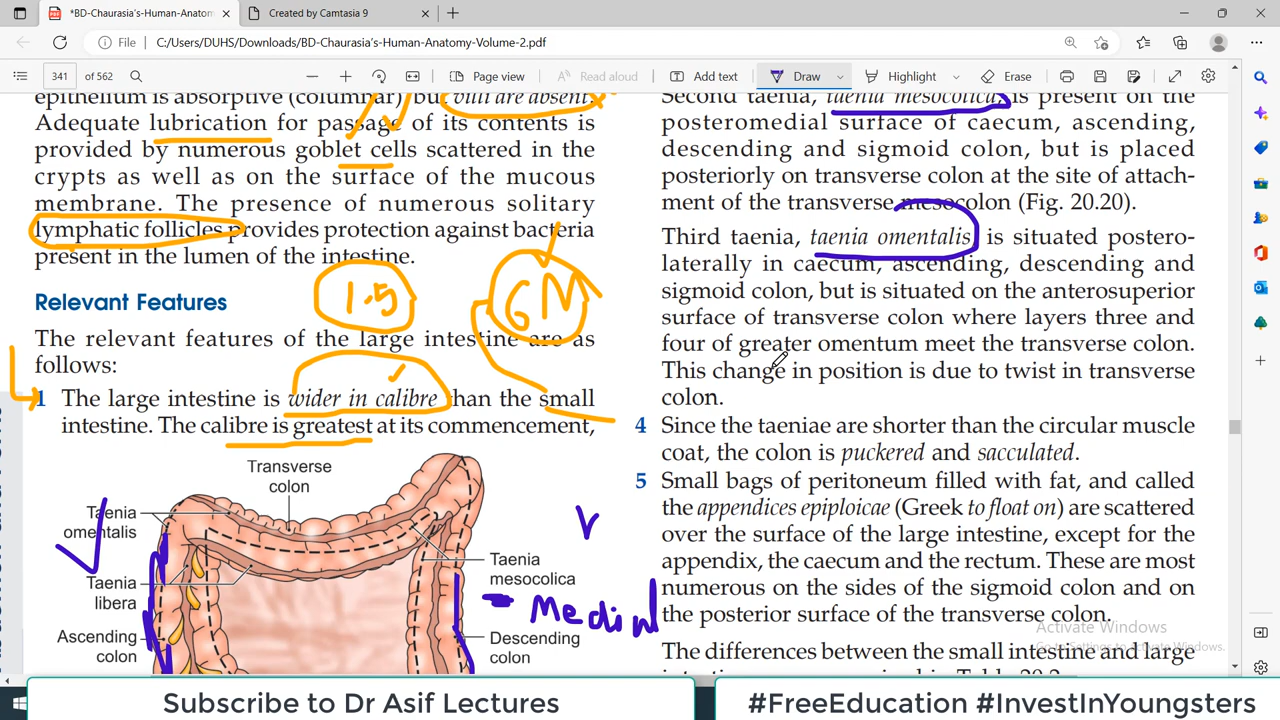 *BD-Chaurasia's-Human-Anatom
Created by Camtasia 9
File
C:/Users/DUHS/Downloads/BD-Chaurasia's-Human-Anatomy-Volume-2.pdf
341 of 562
Page view
Read aloud
Add text
Draw
Highlight
Erase
epithelium is absorptive (columnar), but villi are absent.
Adequate lubrication for passage of its contents is
provided by numerous goblet cells scattered in the
crypts as well as on the surface of the mucous
membrane. The presence of numerous solitary
lymphatic follicles provides protection against bacteria
present in the lumen of the intestine.
1.5
6M
Relevant Features
The relevant features of the large intestine are as
follows:
1 The large intestine is wider in calibre than the small
intestine. The calibre is greatest at its commencement,
Transverse
colon
Taenia
omentalis
Taenia
libera
Ascending
colon
Taenia
mesocolica
Medial
Descending
colon
Second taenia, taenia mesocolica, is present on the
posteromedial surface of caecum, ascending,
descending and sigmoid colon, but is placed
posteriorly on transverse colon at the site of attach-
ment of the transverse mesocolon (Fig. 20.20).
Third taenia, taenia omentalis, is situated postero-
laterally in caecum, ascending, descending and
sigmoid colon, but is situated on the anterosuperior
surface of transverse colon where layers three and
four of greater omentum meet the transverse colon.
This change in position is due to twist in transverse
colon.
4 Since the taeniae are shorter than the circular muscle
coat, the colon is puckered and sacculated.
5 Small bags of peritoneum filled with fat, and called
the appendices epiploicae (Greek to float on) are scattered
over the surface of the large intestine, except for the
appendix, the caecum and the rectum. These are most
numerous on the sides of the sigmoid colon and on
the posterior surface of the transverse colon.
The differences between the small intestine and large
Activate Windows
Go to Settings to activate Windows.
Subscribe to Dr Asif Lectures
#FreeEducation #InvestInYoungsters